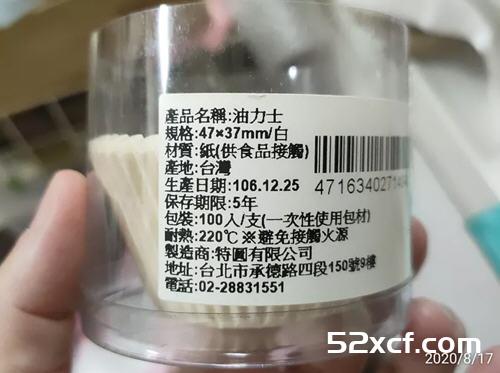 產品名稱:油力士
規格:47×37mm/白
材質:紙(供食品接觸)
產地:台灣
生產日期:106.12.25
保存期限:5年
包裝:100入/支(一次性使用包材)
耐熱:220℃※避免接觸火源
製造商:特圓有限公司
地址:台北市承德路四段150號9樓
電話:02-28831551
52xcf.com
2020/8/17